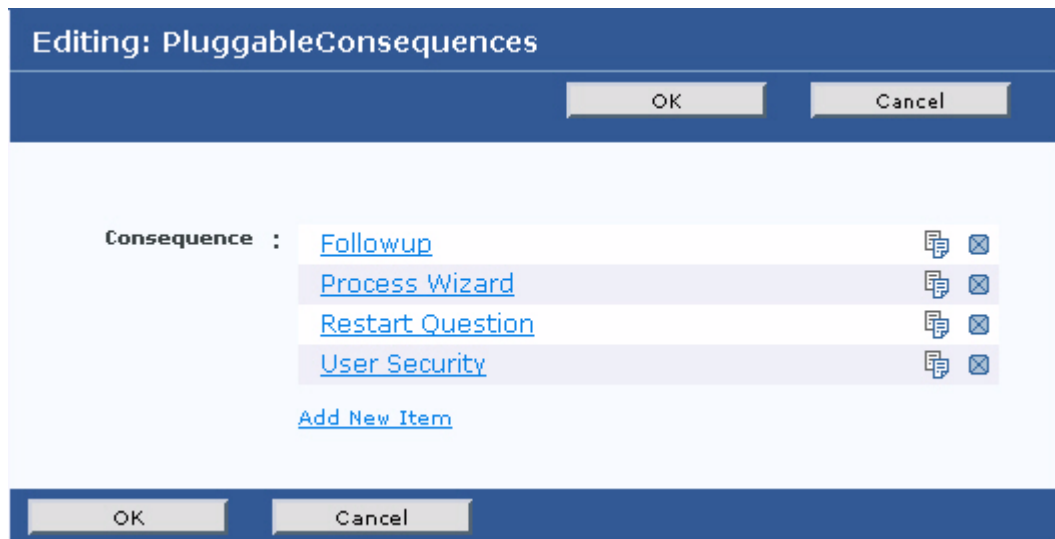 Editing: PluggableConsequences
OK Cancel
Consequence : Followup
Process Wizard
Restart Question
User Security
Add New Item
OK Cancel